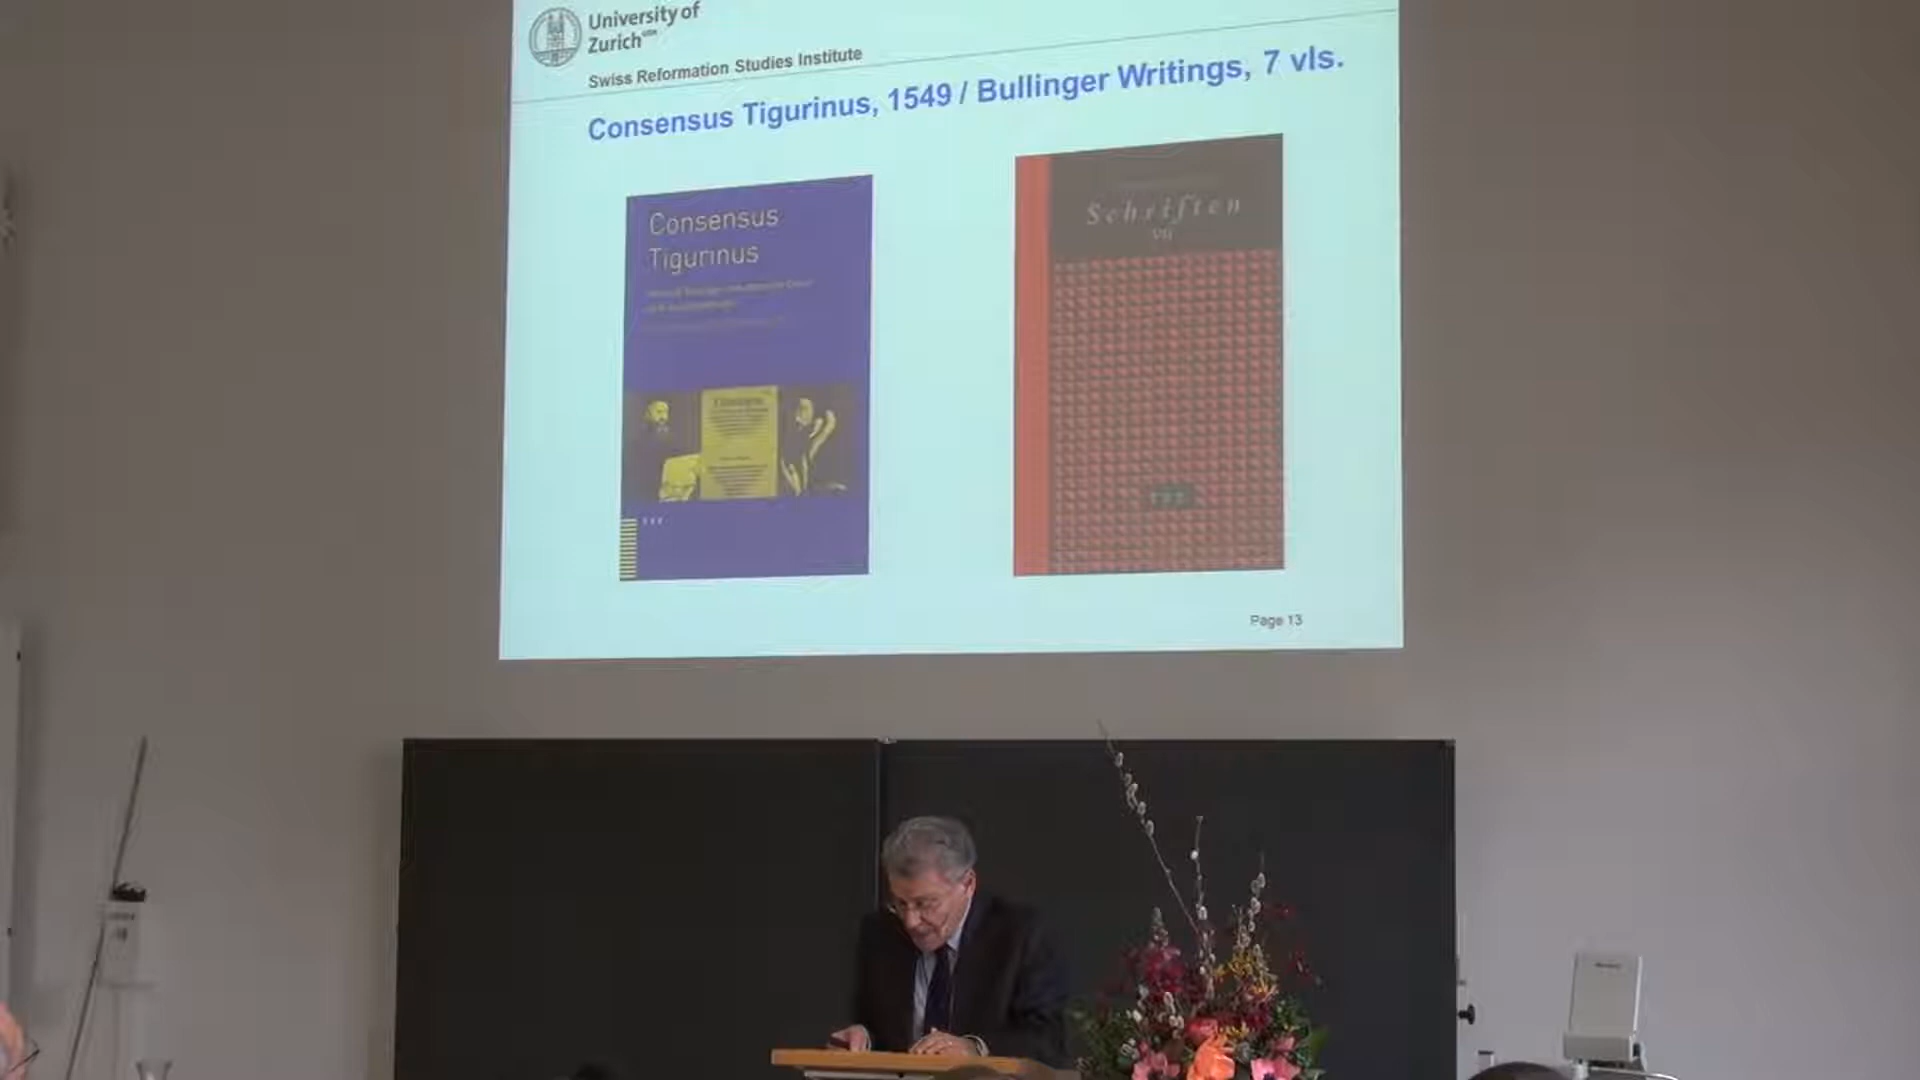 University of
Zurich
Swiss Reformation Studies Institute
Consensus Tigurinus, 1549 / Bullinger Writings, 7 vls.
Consensus
Tigurinus
Schriften
VII
Page 13